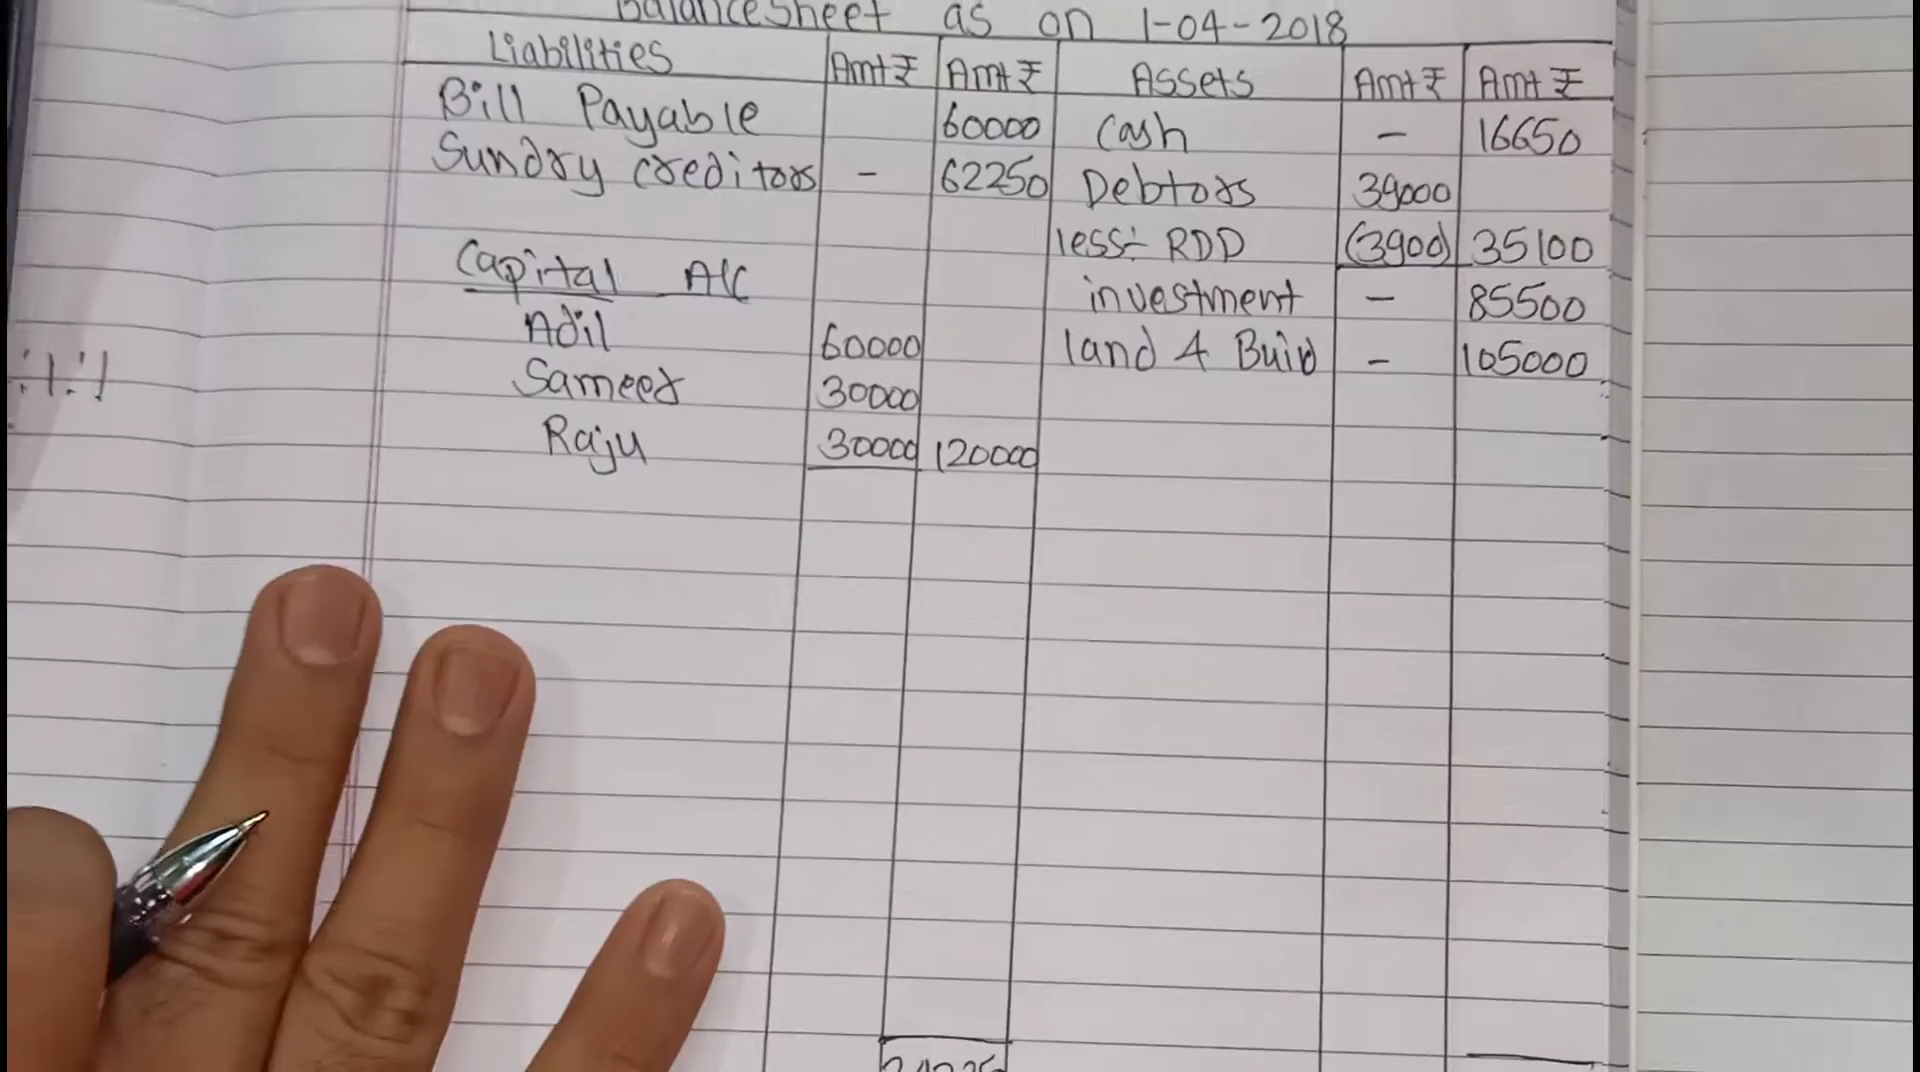 BalanceSheet as on 1-04-2018
Liabilities Amt ₹ Amt ₹ Assets Amt ₹ Amt ₹
Bill Payable 60000 Cash - 16650
Sundry creditors - 62250 Debtors 39000
less:- RDD (3900) 35100
Capital A/C investment - 85500
Adil 60000 land & Buid - 105000
Sameer 30000
Raju 30000 120000